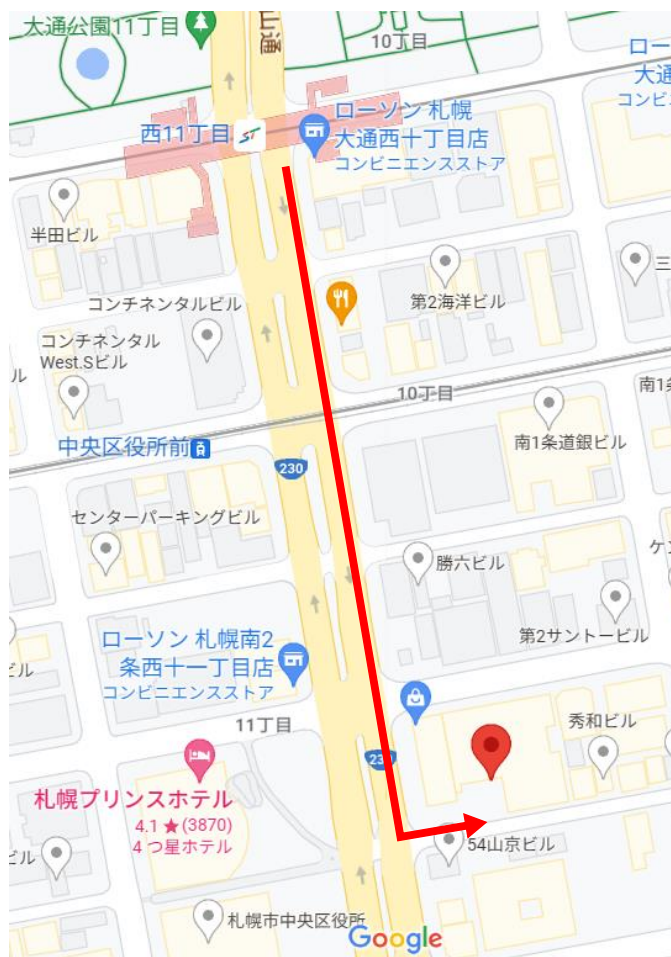 大通公園11丁目
山通
10丁目
ロー
大通
コンビニ
西11丁目
ST
ローソン 札幌
大通西十丁目店
コンビニエンスストア
半田ビル
三
コンチネンタルビル
第2海洋ビル
コンチネンタル
West.Sビル
ル
10丁目
南1条
中央区役所前
230
南1条道銀ビル
センターパーキングビル
勝六ビル
ケン
第2サントービル
ローソン 札幌南2
条西十一丁目店
コンビニエンスストア
ビル
11丁目
秀和ビル
札幌プリンスホテル
4.1 ★ (3870)
4 つ星ホテル
ビル
54山京ビル
札幌市中央区役所
Google